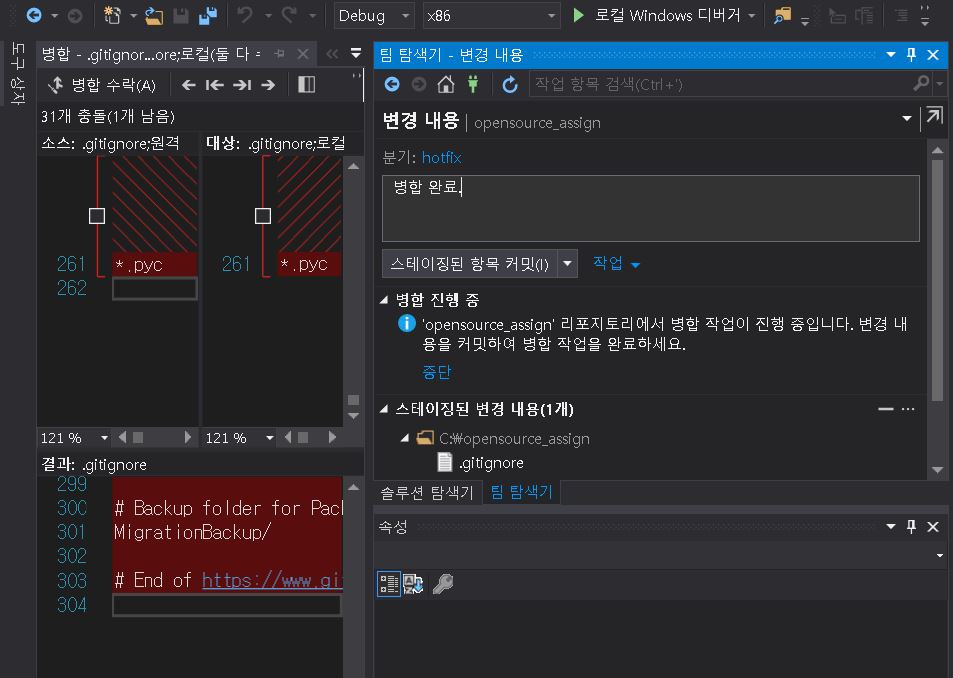 Debug
x86
로컬 Windows 디버거
도구 상자
병합 - .gitignor...ore;로컬(둘 다 =
병합 수락(A)
31개 충돌(1개 남음)
소스: .gitignore;원격
대상: .gitignore;로컬
261 *.pyc
262
261 *.pyc
121 %
121 %
결과: .gitignore
299
300 # Backup folder for Pac
301 MigrationBackup/
302
303 # End of https://www.gi
304
팀 탐색기 - 변경 내용
작업 항목 검색(Ctrl+')
변경 내용 | opensource_assign
분기: hotfix
병합 완료.
스테이징된 항목 커밋(I)
작업
병합 진행 중
'opensource_assign' 리포지토리에서 병합 작업이 진행 중입니다. 변경 내
용을 커밋하여 병합 작업을 완료하세요.
중단
스테이징된 변경 내용(1개)
C:₩opensource_assign
.gitignore
솔루션 탐색기
팀 탐색기
속성